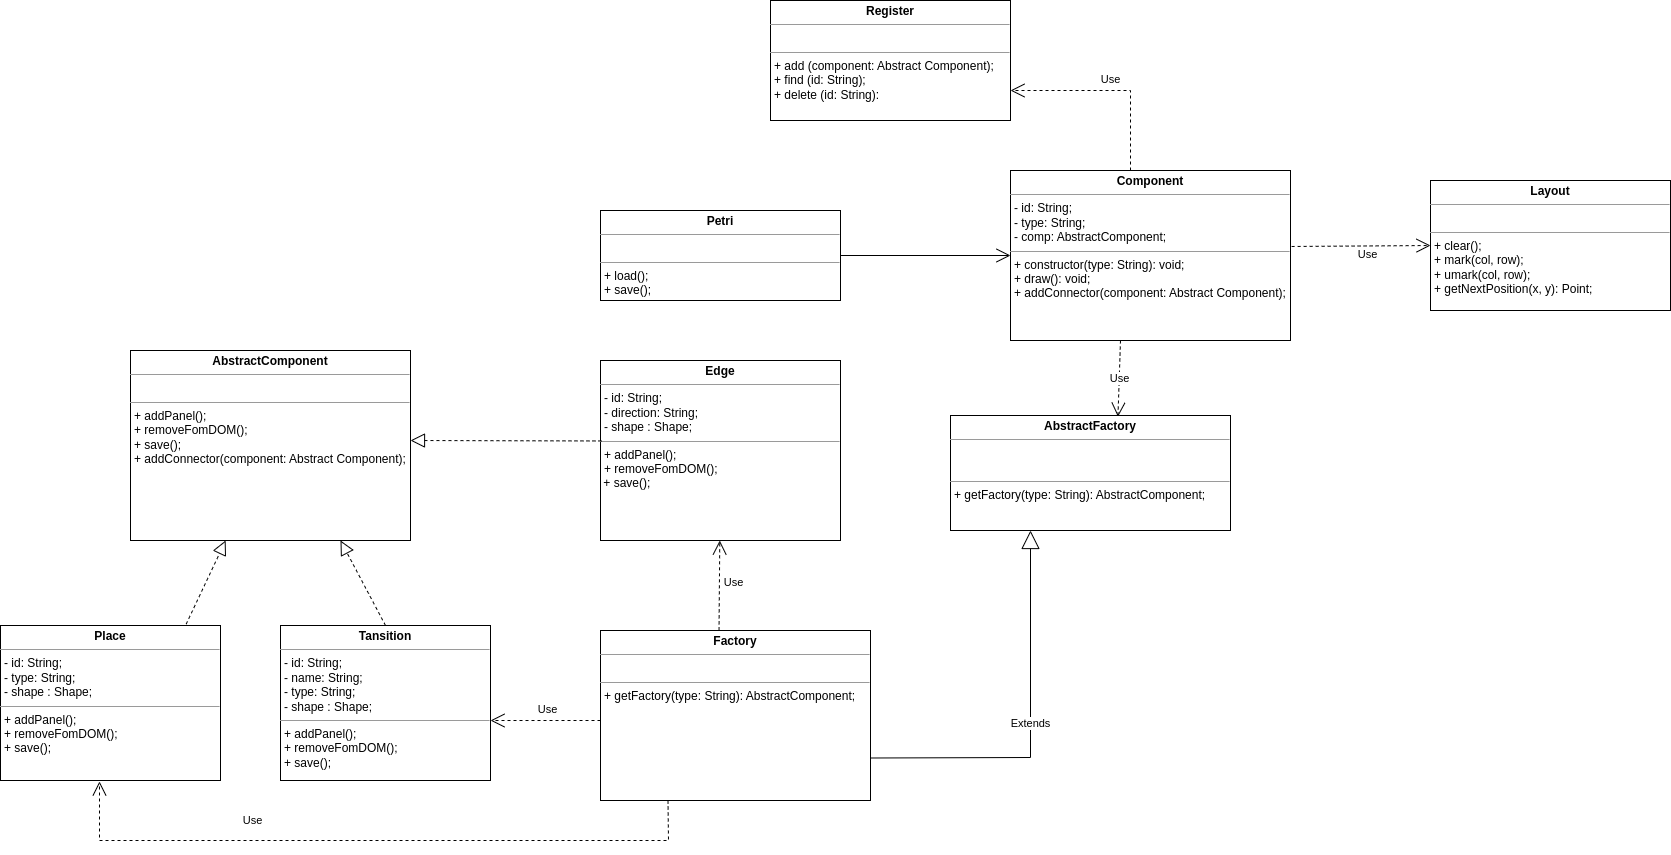 Register
+ add (component: Abstract Component);
+ find (id: String);
+ delete (id: String):
Use
Component
- id: String;
- type: String;
- comp: AbstractComponent;
+ constructor(type: String): void;
+ draw(): void;
+ addConnector(component: Abstract Component);
Layout
+ clear();
+ mark(col, row);
+ umark(col, row);
+ getNextPosition(x, y): Point;
Use
Petri
+ load();
+ save();
Use
AbstractComponent
+ addPanel();
+ removeFomDOM();
+ save();
+ addConnector(component: Abstract Component);
Edge
- id: String;
- direction: String;
- shape : Shape;
+ addPanel();
+ removeFomDOM();
+ save();
AbstractFactory
+ getFactory(type: String): AbstractComponent;
Use
Place
- id: String;
- type: String;
- shape : Shape;
+ addPanel();
+ removeFomDOM();
+ save();
Tansition
- id: String;
- name: String;
- type: String;
- shape : Shape;
+ addPanel();
+ removeFomDOM();
+ save();
Use
Factory
+ getFactory(type: String): AbstractComponent;
Extends
Use